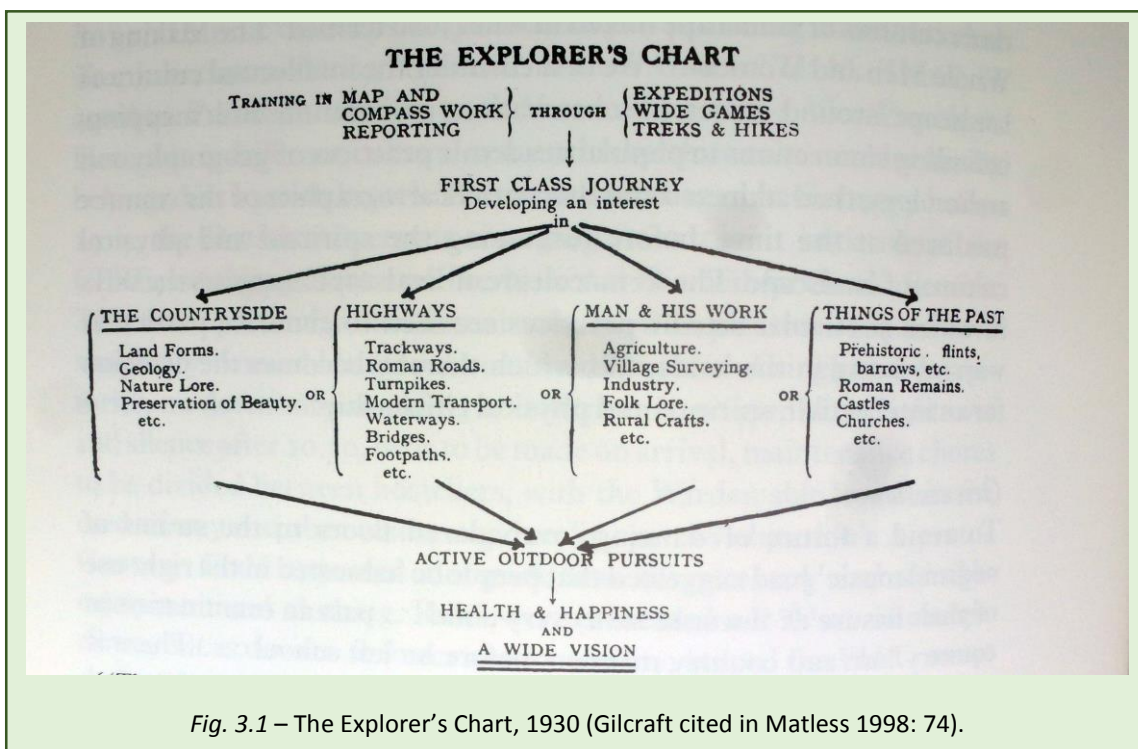 THE EXPLORER'S CHART
TRAINING IN MAP AND COMPASS WORK REPORTING } THROUGH { EXPEDITIONS WIDE GAMES TREKS & HIKES
FIRST CLASS JOURNEY
Developing an interest
in
THE COUNTRYSIDE
Land Forms.
Geology.
Nature Lore.
Preservation of Beauty.
etc.
OR
HIGHWAYS
Trackways.
Roman Roads.
Turnpikes.
Modern Transport.
Waterways.
Bridges.
Footpaths.
etc.
OR
MAN & HIS WORK
Agriculture.
Village Surveying.
Industry.
Folk Lore.
Rural Crafts.
etc.
OR
THINGS OF THE PAST
Prehistoric . flints,
barrows, etc.
Roman Remains.
Castles
Churches.
etc.
ACTIVE OUTDOOR PURSUITS
HEALTH & HAPPINESS
AND
A WIDE VISION
Fig. 3.1 – The Explorer's Chart, 1930 (Gilcraft cited in Matless 1998: 74).